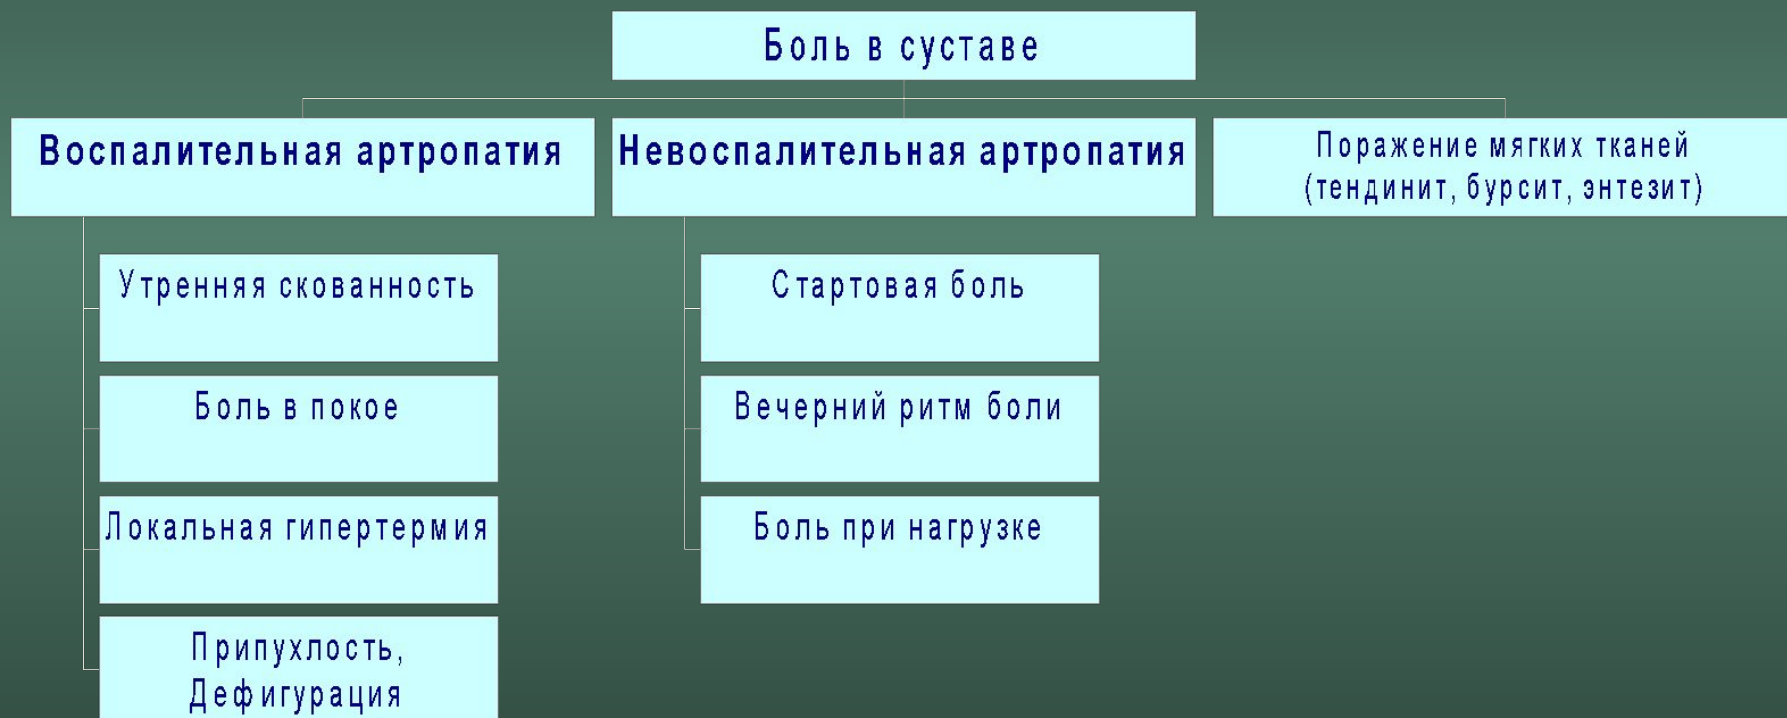 Боль в суставе
Воспалительная артропатия
Невоспалительная артропатия
Поражение мягких тканей
(тендинит, бурсит, энтезит)
Утренняя скованность
Боль в покое
Локальная гипертермия
Припухлость,
Дефигурация
Стартовая боль
Вечерний ритм боли
Боль при нагрузке